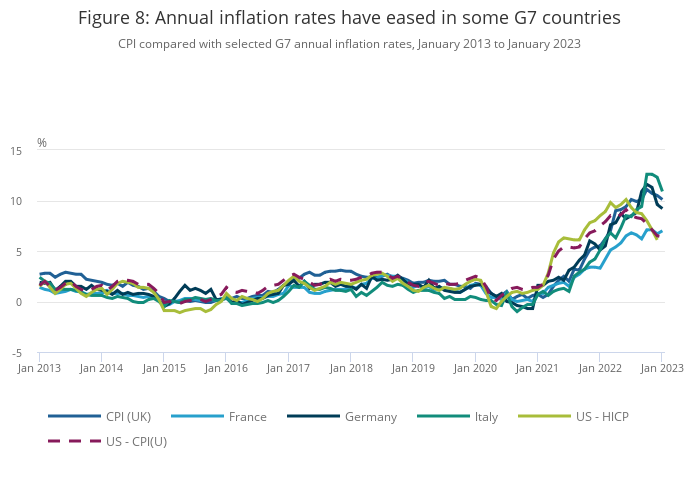 Figure 8: Annual inflation rates have eased in some G7 countries
CPI compared with selected G7 annual inflation rates, January 2013 to January 2023
%
15
10
5
0
-5
Jan 2013 Jan 2014 Jan 2015 Jan 2016 Jan 2017 Jan 2018 Jan 2019 Jan 2020 Jan 2021 Jan 2022 Jan 2023
CPI (UK) France Germany Italy US - HICP
US - CPI(U)